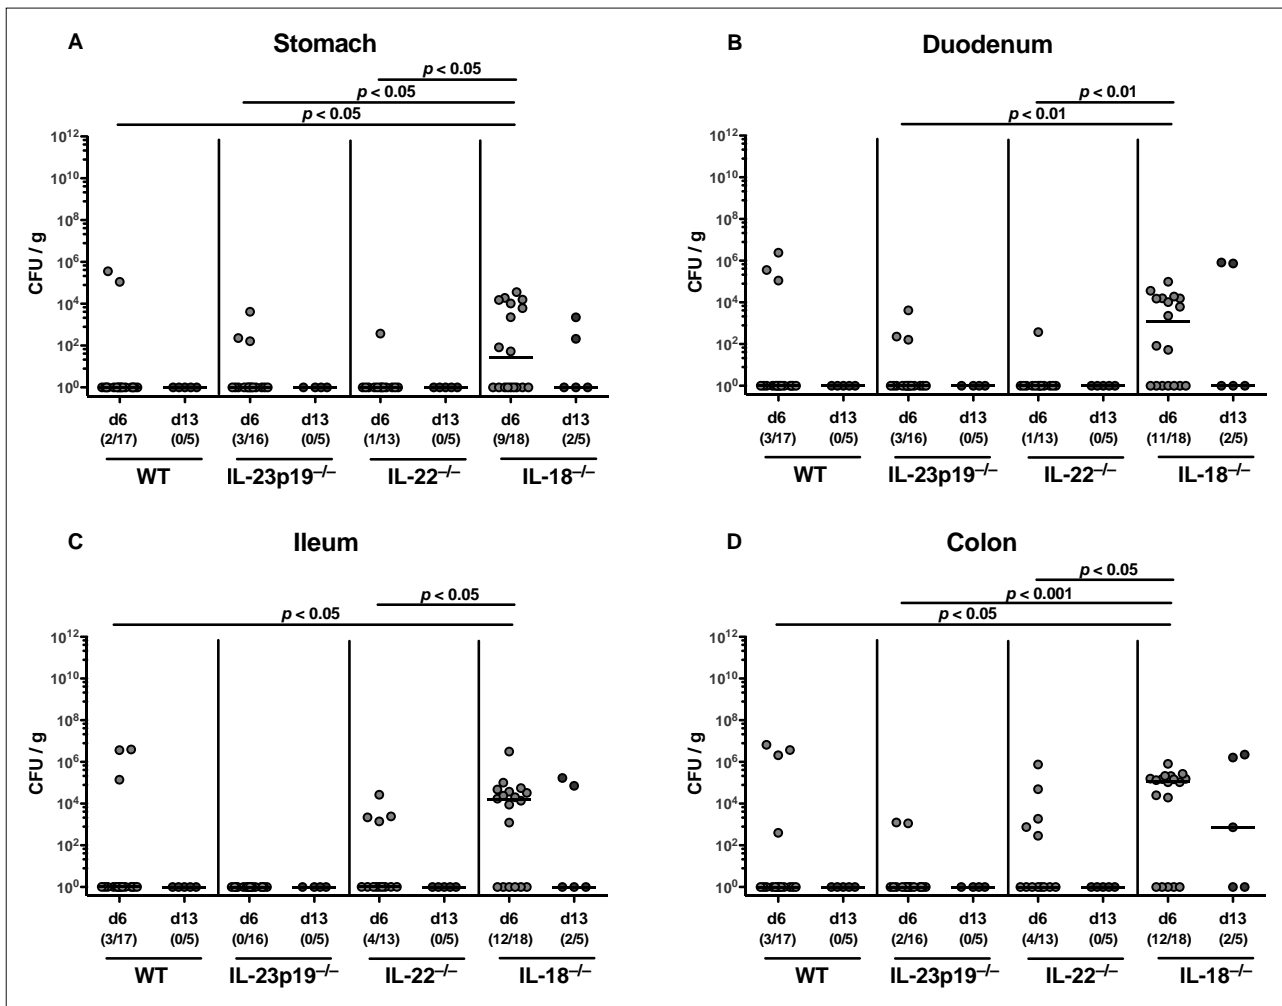 A
Stomach
p < 0.05
p < 0.05
p < 0.05
CFU / g
10^12
10^10
10^8
10^6
10^4
10^2
10^0
d6 d13 d6 d13 d6 d13 d6 d13
(2/17) (0/5) (3/16) (0/5) (1/13) (0/5) (9/18) (2/5)
WT IL-23p19–/– IL-22–/– IL-18–/–
B
Duodenum
p < 0.01
p < 0.01
CFU / g
10^12
10^10
10^8
10^6
10^4
10^2
10^0
d6 d13 d6 d13 d6 d13 d6 d13
(3/17) (0/5) (3/16) (0/5) (1/13) (0/5) (11/18) (2/5)
WT IL-23p19–/– IL-22–/– IL-18–/–
C
Ileum
p < 0.05
p < 0.05
CFU / g
10^12
10^10
10^8
10^6
10^4
10^2
10^0
d6 d13 d6 d13 d6 d13 d6 d13
(3/17) (0/5) (0/16) (0/5) (4/13) (0/5) (12/18) (2/5)
WT IL-23p19–/– IL-22–/– IL-18–/–
D
Colon
p < 0.05
p < 0.001
p < 0.05
CFU / g
10^12
10^10
10^8
10^6
10^4
10^2
10^0
d6 d13 d6 d13 d6 d13 d6 d13
(3/17) (0/5) (2/16) (0/5) (4/13) (0/5) (12/18) (2/5)
WT IL-23p19–/– IL-22–/– IL-18–/–